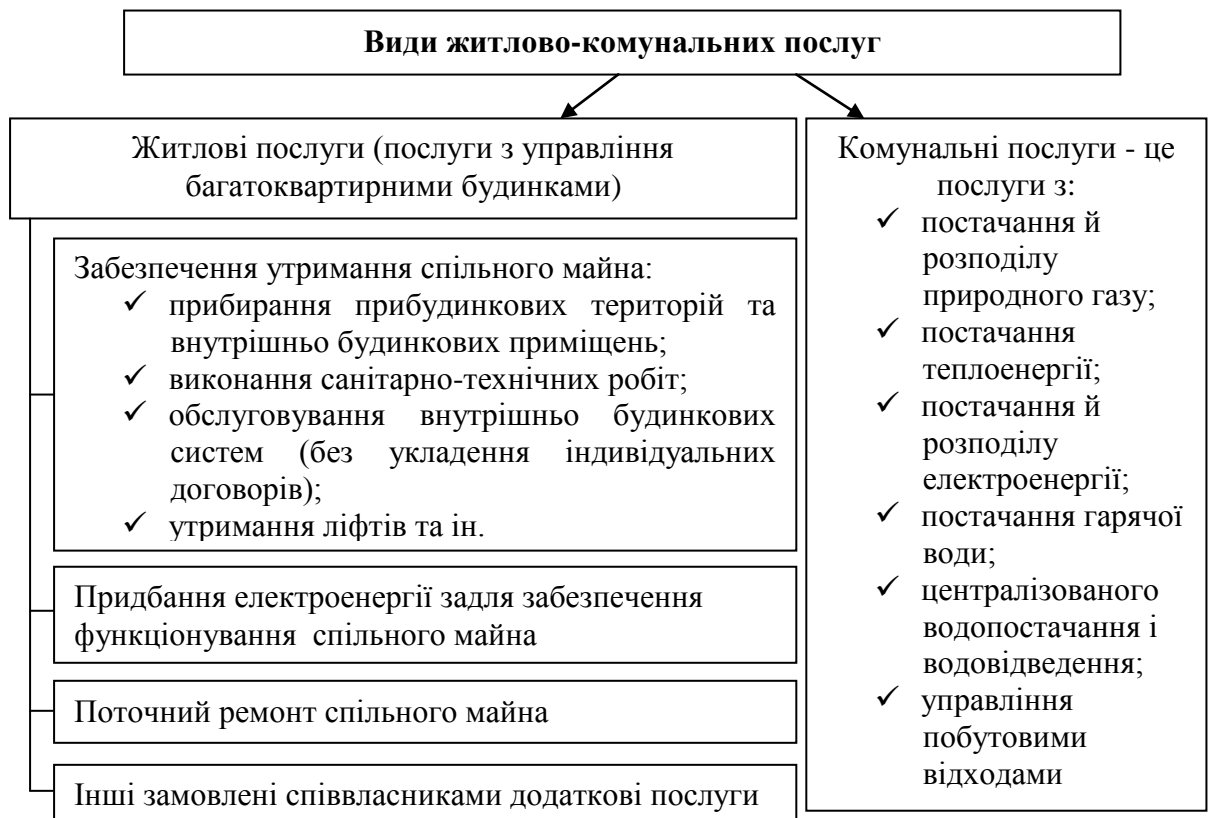 Види житлово-комунальних послуг
Житлові послуги (послуги з управління
багатоквартирними будинками)
Забезпечення утримання спільного майна:
✓ прибирання прибудинкових територій та
внутрішньо будинкових приміщень;
✓ виконання санітарно-технічних робіт;
✓ обслуговування внутрішньо будинкових
систем (без укладення індивідуальних
договорів);
✓ утримання ліфтів та ін.
Придбання електроенергії задля забезпечення
функціонування спільного майна
Поточний ремонт спільного майна
Інші замовлені співвласниками додаткові послуги
Комунальні послуги - це
послуги з:
✓ постачання й
розподілу
природного газу;
✓ постачання
теплоенергії;
✓ постачання й
розподілу
електроенергії;
✓ постачання гарячої
води;
✓ централізованого
водопостачання і
водовідведення;
✓ управління
побутовими
відходами